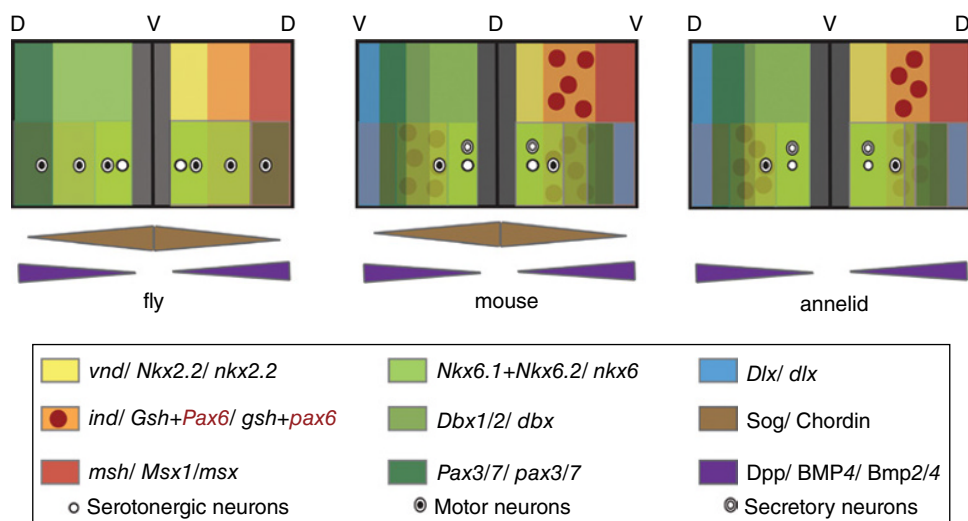 D V D V D V D V D
fly mouse annelid
vnd/ Nkx2.2/ nkx2.2 Nkx6.1+Nkx6.2/ nkx6 Dlx/ dlx
ind/ Gsh+Pax6/ gsh+pax6 Dbx1/2/ dbx Sog/ Chordin
msh/ Msx1/msx Pax3/7/ pax3/7 Dpp/ BMP4/ Bmp2/4
Serotonergic neurons Motor neurons Secretory neurons